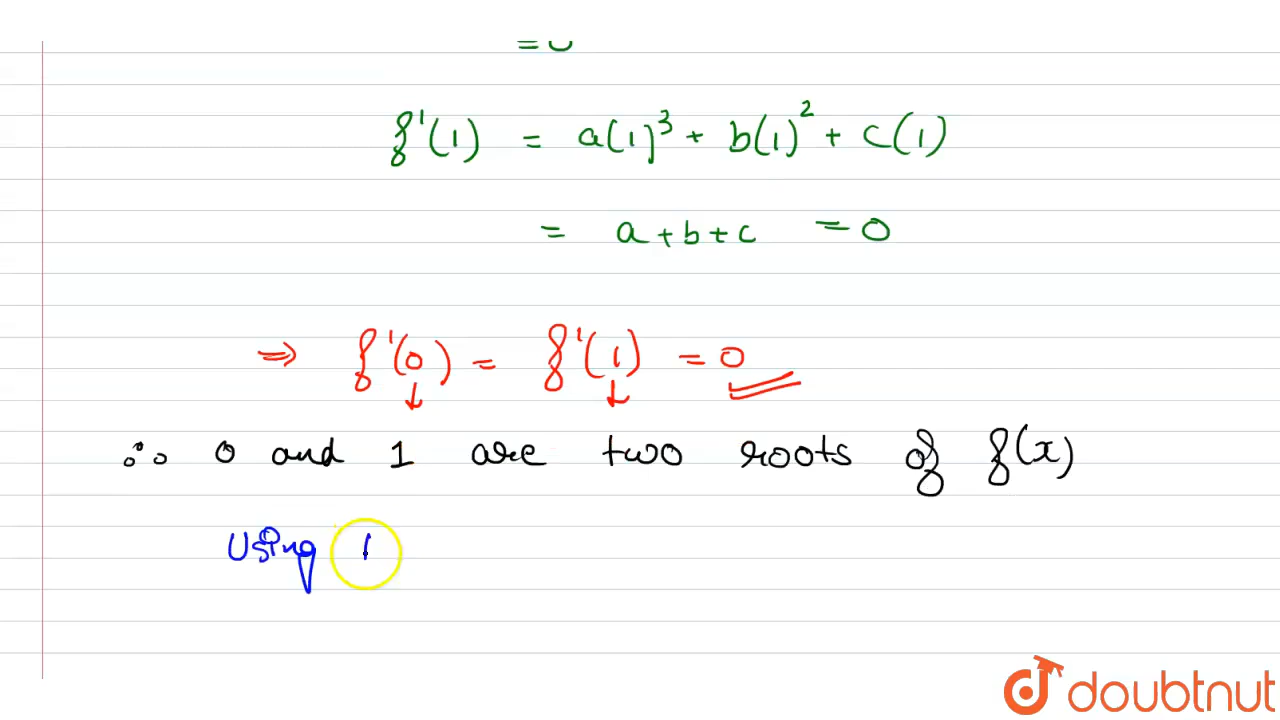 = 0
f'(1) = a(1)³ + b(1)² + c(1)
= a + b + c = 0
⇒ f'(0) = f'(1) = 0
∴ 0 and 1 are two roots of f(x)
Using 1
doubtnut